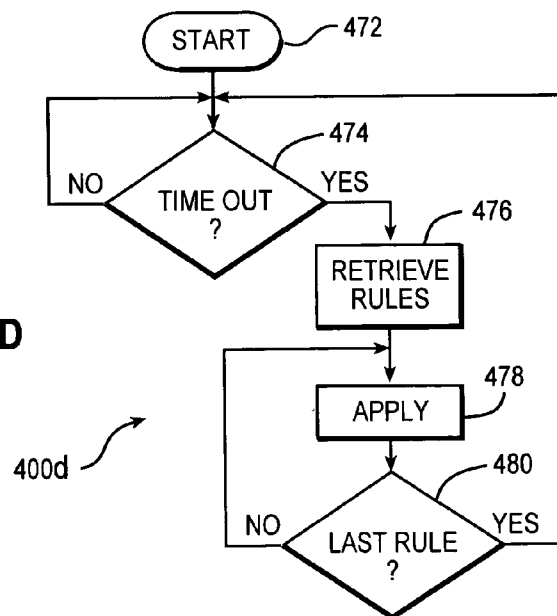 START
472
474
NO
TIME OUT
?
YES
476
RETRIEVE
RULES
D
478
APPLY
400d
480
NO
LAST RULE
?
YES